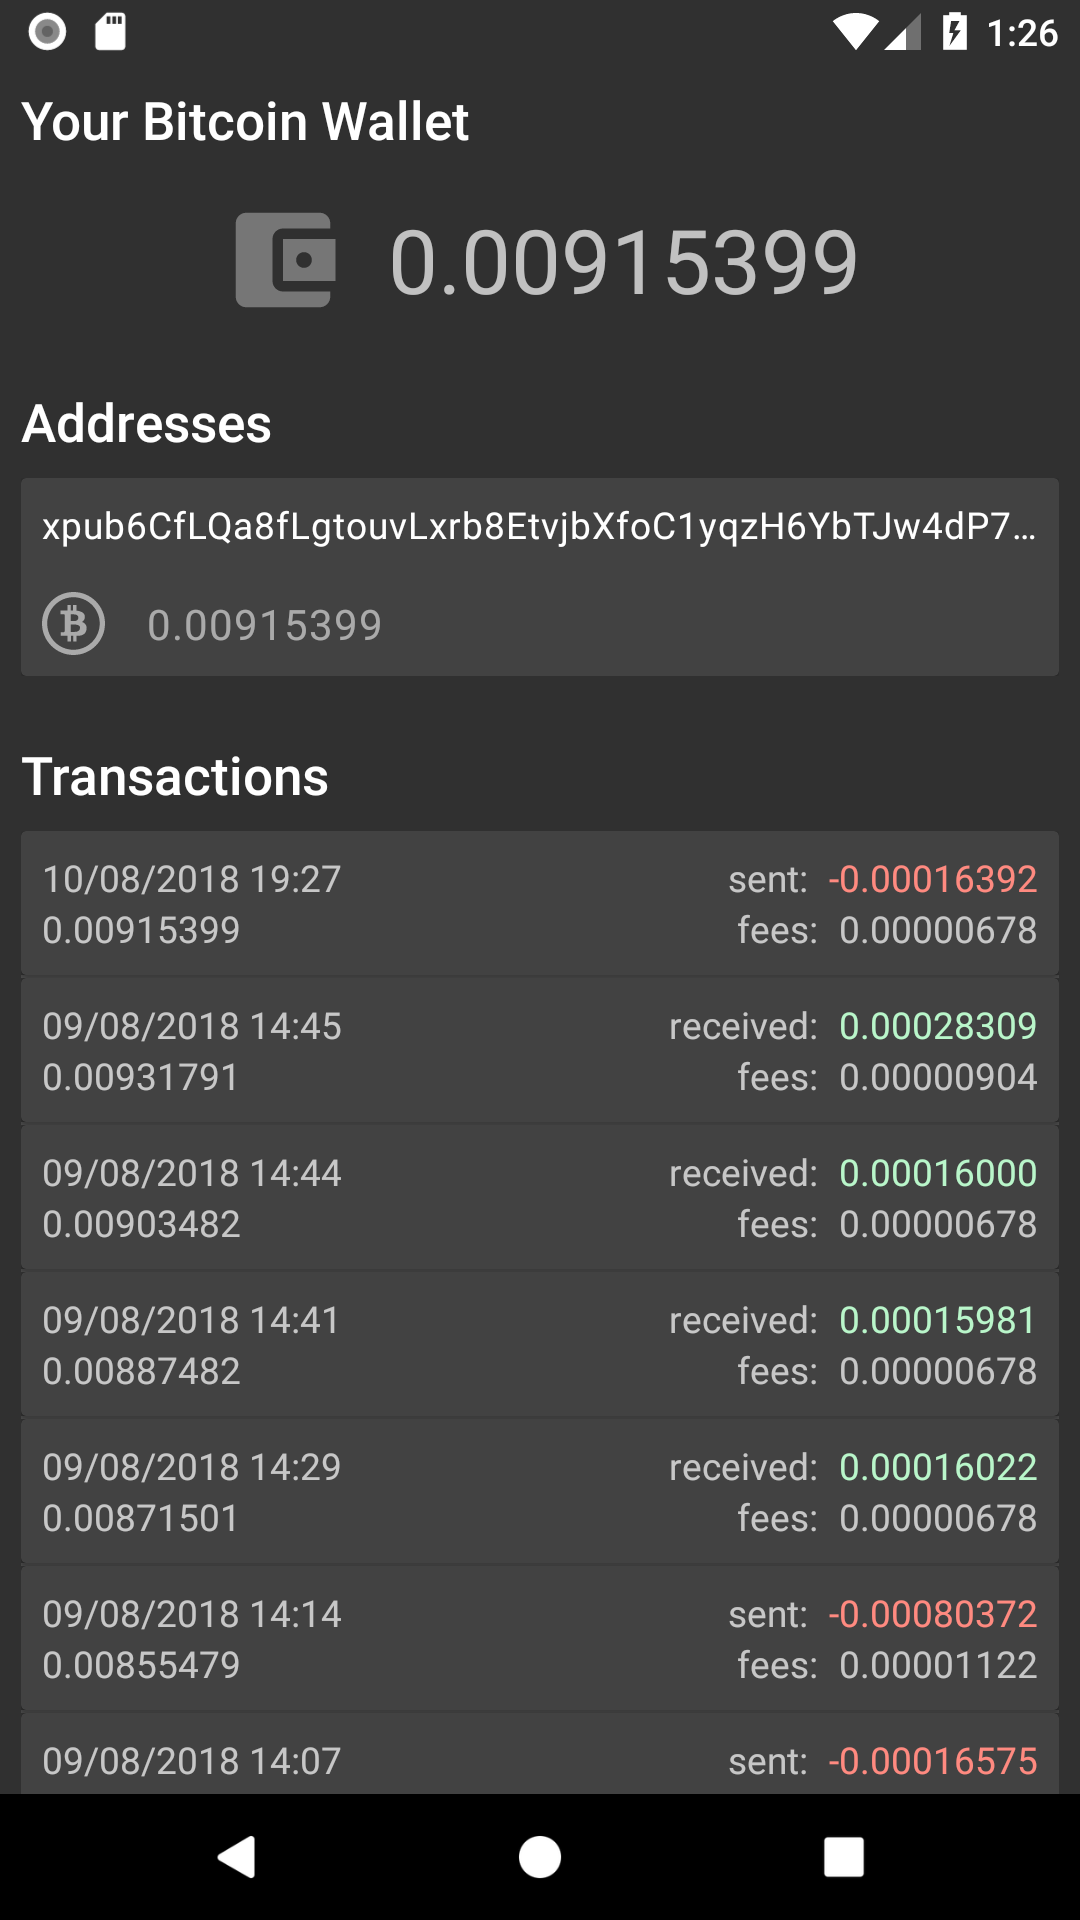 1:26
Your Bitcoin Wallet
0.00915399
Addresses
xpub6CfLQa8fLgtouvLxrb8EtvjbXfoC1yqzH6YbTJw4dP7...
0.00915399
Transactions
10/08/2018 19:27 sent: -0.00016392
0.00915399 fees: 0.00000678
09/08/2018 14:45 received: 0.00028309
0.00931791 fees: 0.00000904
09/08/2018 14:44 received: 0.00016000
0.00903482 fees: 0.00000678
09/08/2018 14:41 received: 0.00015981
0.00887482 fees: 0.00000678
09/08/2018 14:29 received: 0.00016022
0.00871501 fees: 0.00000678
09/08/2018 14:14 sent: -0.00080372
0.00855479 fees: 0.00001122
09/08/2018 14:07 sent: -0.00016575